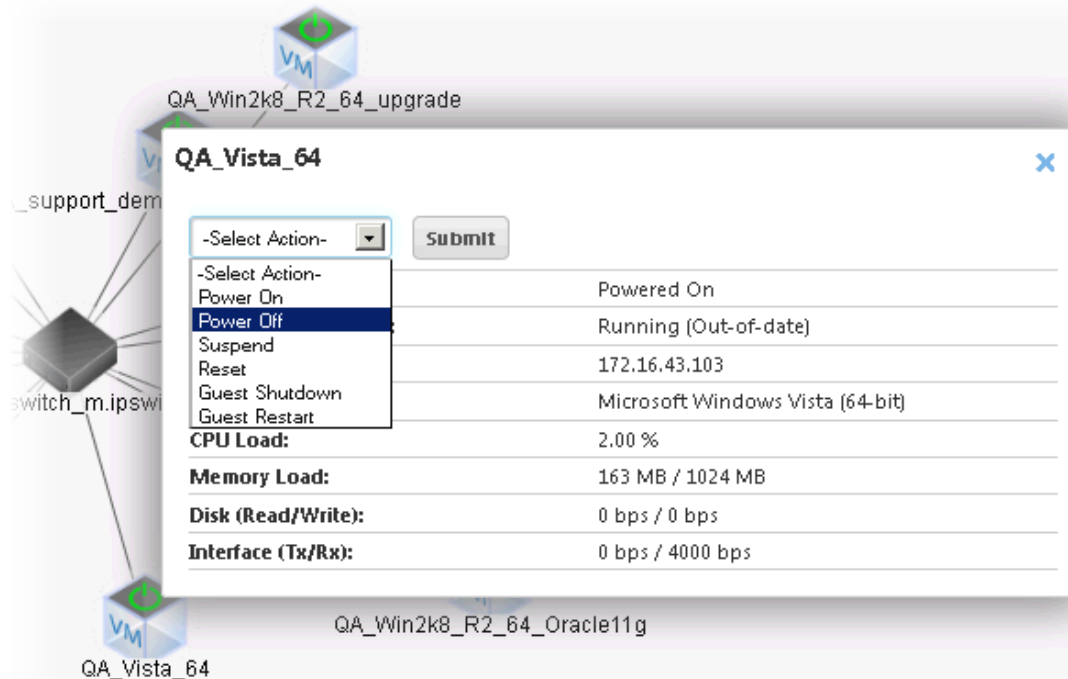 VM
QA_Win2k8_R2_64_upgrade
_support_dem
QA_Vista_64
-Select Action-
Submit
-Select Action-
Power On
Power Off
Suspend
Reset
Guest Shutdown
Guest Restart
Powered On
Running (Out-of-date)
172.16.43.103
Microsoft Windows Vista (64-bit)
CPU Load: 2.00 %
Memory Load: 163 MB / 1024 MB
Disk (Read/Write): 0 bps / 0 bps
Interface (Tx/Rx): 0 bps / 4000 bps
switch_m.ipswi
VM
QA_Vista_64
QA_Win2k8_R2_64_Oracle11g